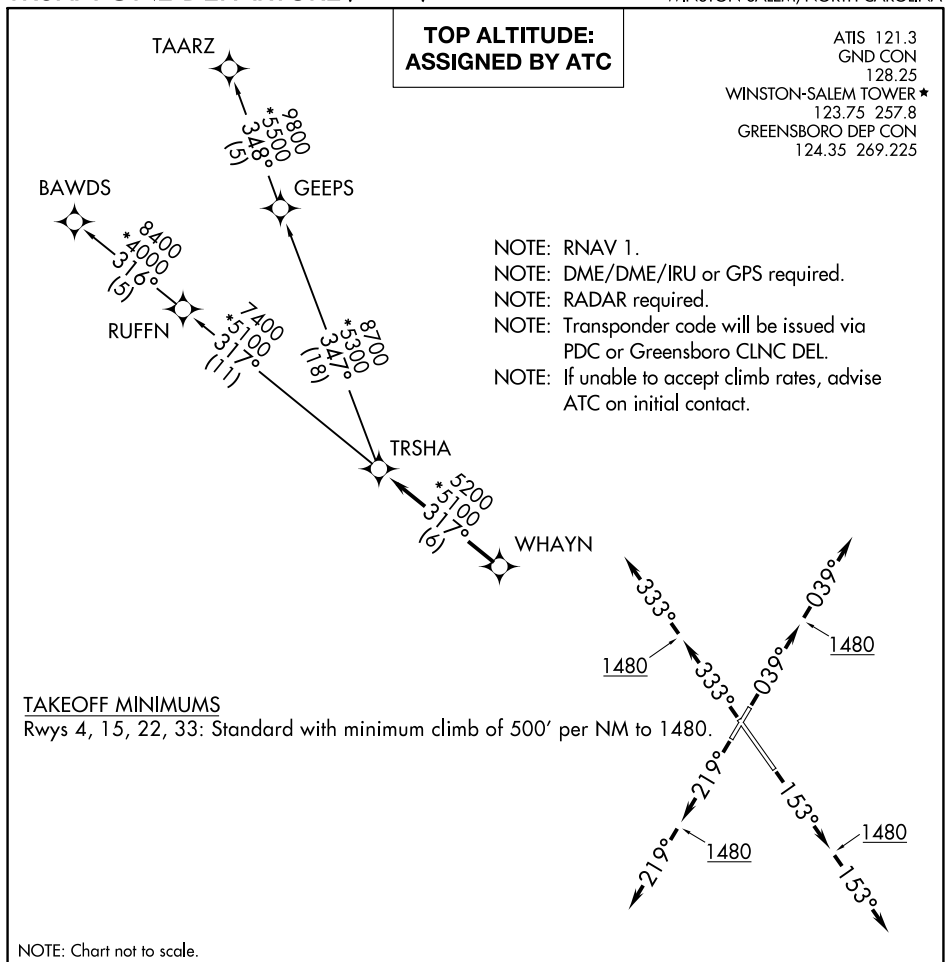 WINSTON-SALEM, NORTH CAROLINA
TOP ALTITUDE:
ASSIGNED BY ATC
ATIS 121.3
GND CON
128.25
WINSTON-SALEM TOWER ★
123.75 257.8
GREENSBORO DEP CON
124.35 269.225
TAARZ
9800
*5500
348°
(5)
GEEPS
BAWDS
8400
*4000
316°
(5)
RUFFN
7400
*5100
317°
(11)
8700
*5300
347°
(18)
NOTE: RNAV 1.
NOTE: DME/DME/IRU or GPS required.
NOTE: RADAR required.
NOTE: Transponder code will be issued via
PDC or Greensboro CLNC DEL.
NOTE: If unable to accept climb rates, advise
ATC on initial contact.
TRSHA
5200
*5100
317°
(6)
WHAYN
333°
039°
1480
1480
333°
039°
TAKEOFF MINIMUMS
Rwys 4, 15, 22, 33: Standard with minimum climb of 500' per NM to 1480.
219°
153°
1480
1480
219°
153°
NOTE: Chart not to scale.